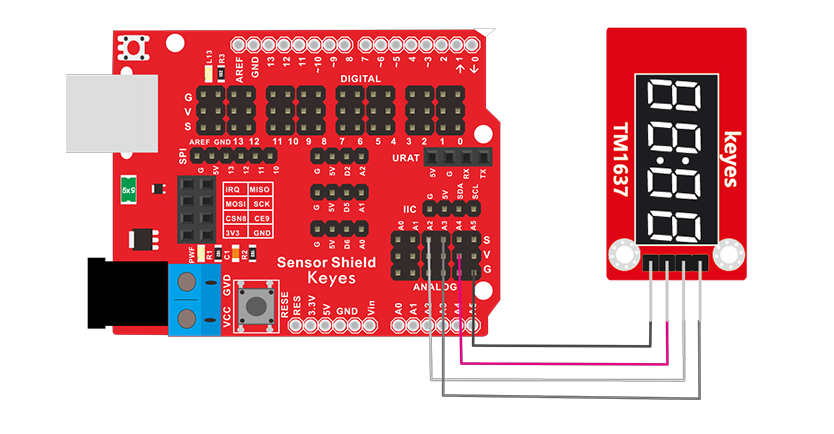 L13
R3
AREF
GND
13
12
11
~10
~9
8
7
~6
~5
4
~3
2
→1
←0
DIGITAL
G
V
S
AREF GND 13 12 11 10 9 8 7 6 5 4 3 2 1 0
SPI
G
5V
13
12
11
10
G
5V
D2
A2
URAT
5V
G
RX
TX
5x5
IRQ MISO
MOSI SCK
CSN8 CE9
3V3 GND
G
5V
D5
A1
IIC
G
5V
SDA
SCL
G
5V
D6
A0
A0
A1
A2
A3
A4
A5
S
V
G
PWF
R1
C1
R2
Sensor Shield
Keyes
ANALOG
GVD
VCC
RESE
RES
3.3V
5V
GND
Vin
A0
A1
A2
A3
A4
A5
TM1637
keyes